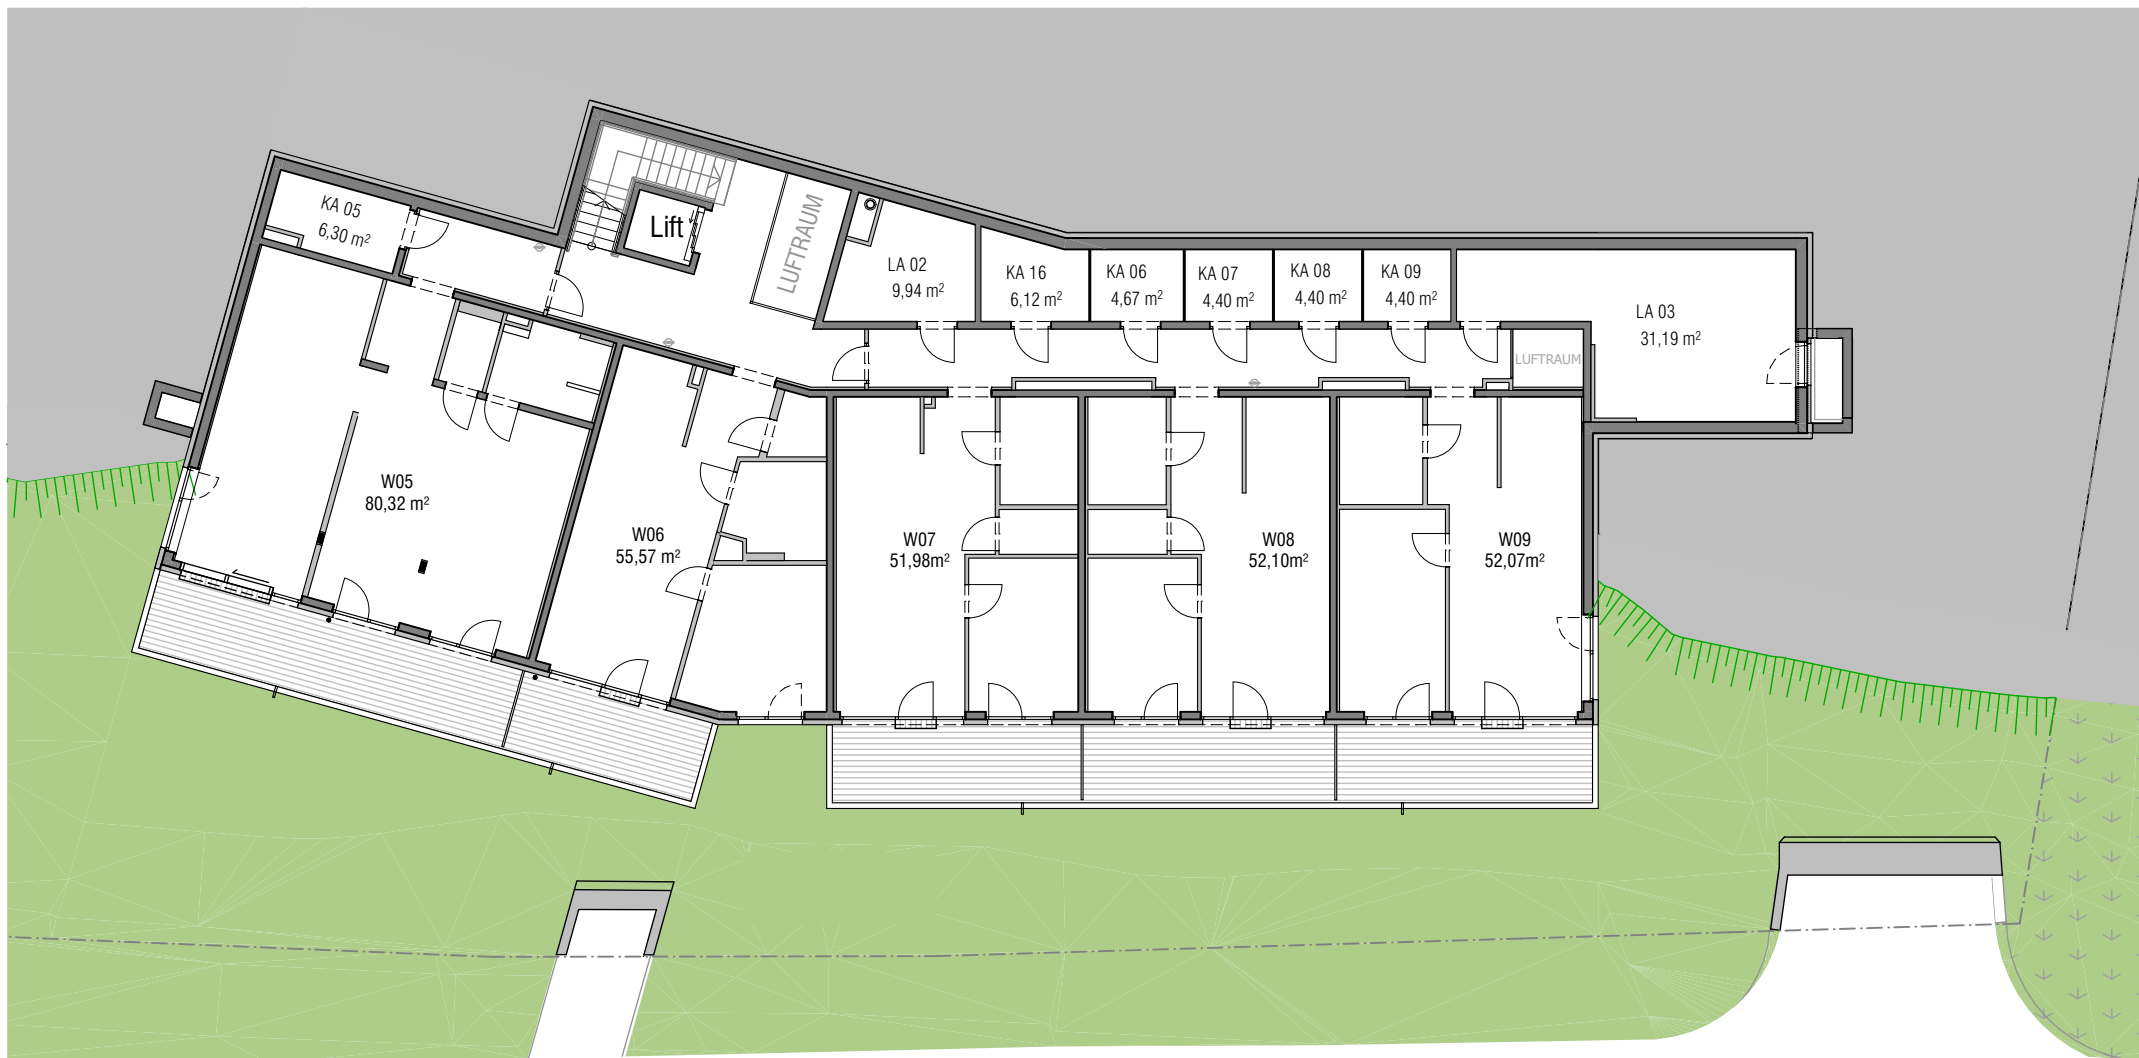 KA 05
6,30 m²
Lift
LUFTRAUM
LA 02
9,94 m²
KA 16
6,12 m²
KA 06
4,67 m²
KA 07
4,40 m²
KA 08
4,40 m²
KA 09
4,40 m²
LA 03
31,19 m²
LUFTRAUM
W05
80,32 m²
W06
55,57 m²
W07
51,98m²
W08
52,10m²
W09
52,07m²